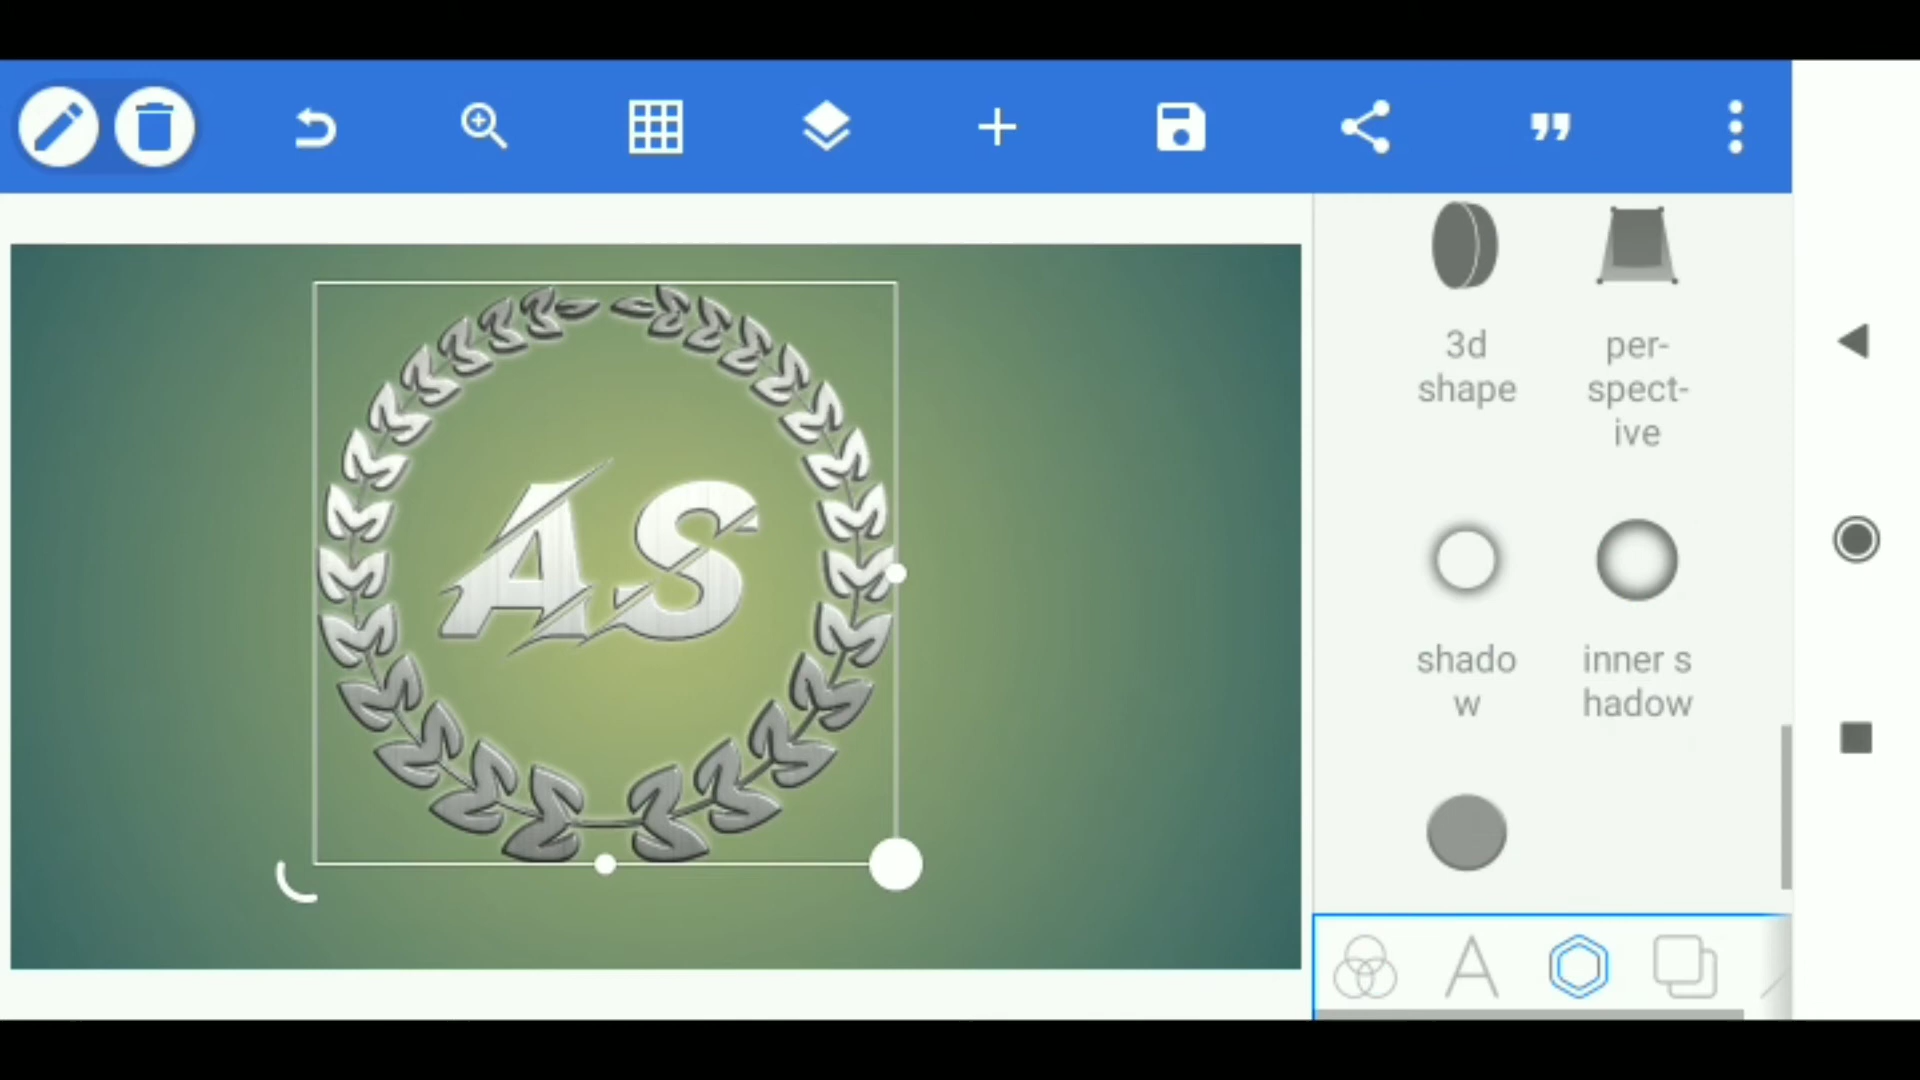 AS
3d
shape
per-
spect-
ive
shado
w
inner s
hadow